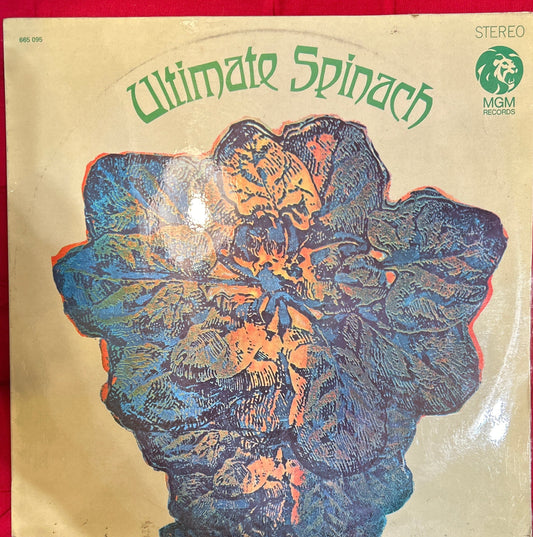 665 095
STEREO
Ultimate Spinach
MGM
RECORDS